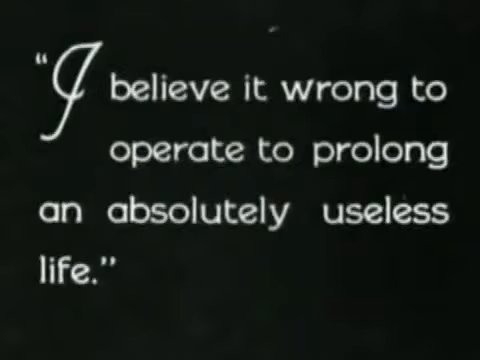 “I believe it wrong to
operate to prolong
an absolutely useless
life.”